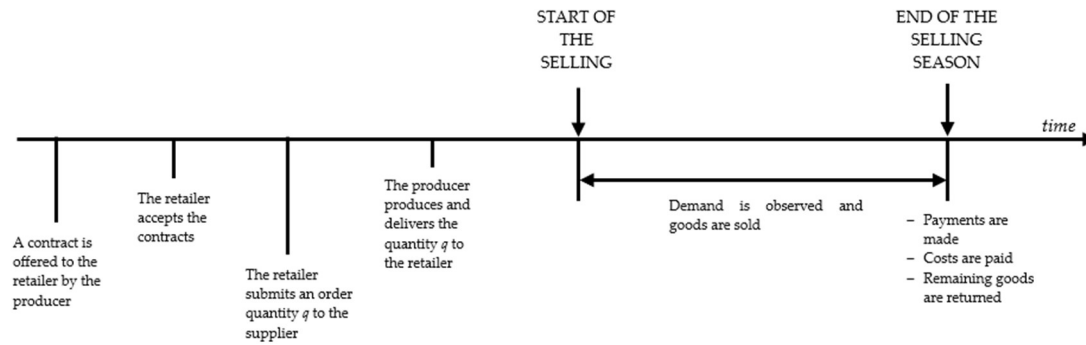 START OF
THE
SELLING
END OF THE
SELLING
SEASON
time
A contract is
offered to the
retailer by the
producer
The retailer
accepts the
contracts
The retailer
submits an order
quantity q to the
supplier
The producer
produces and
delivers the
quantity q to
the retailer
Demand is observed and
goods are sold
– Payments are
made
– Costs are paid
– Remaining goods
are returned